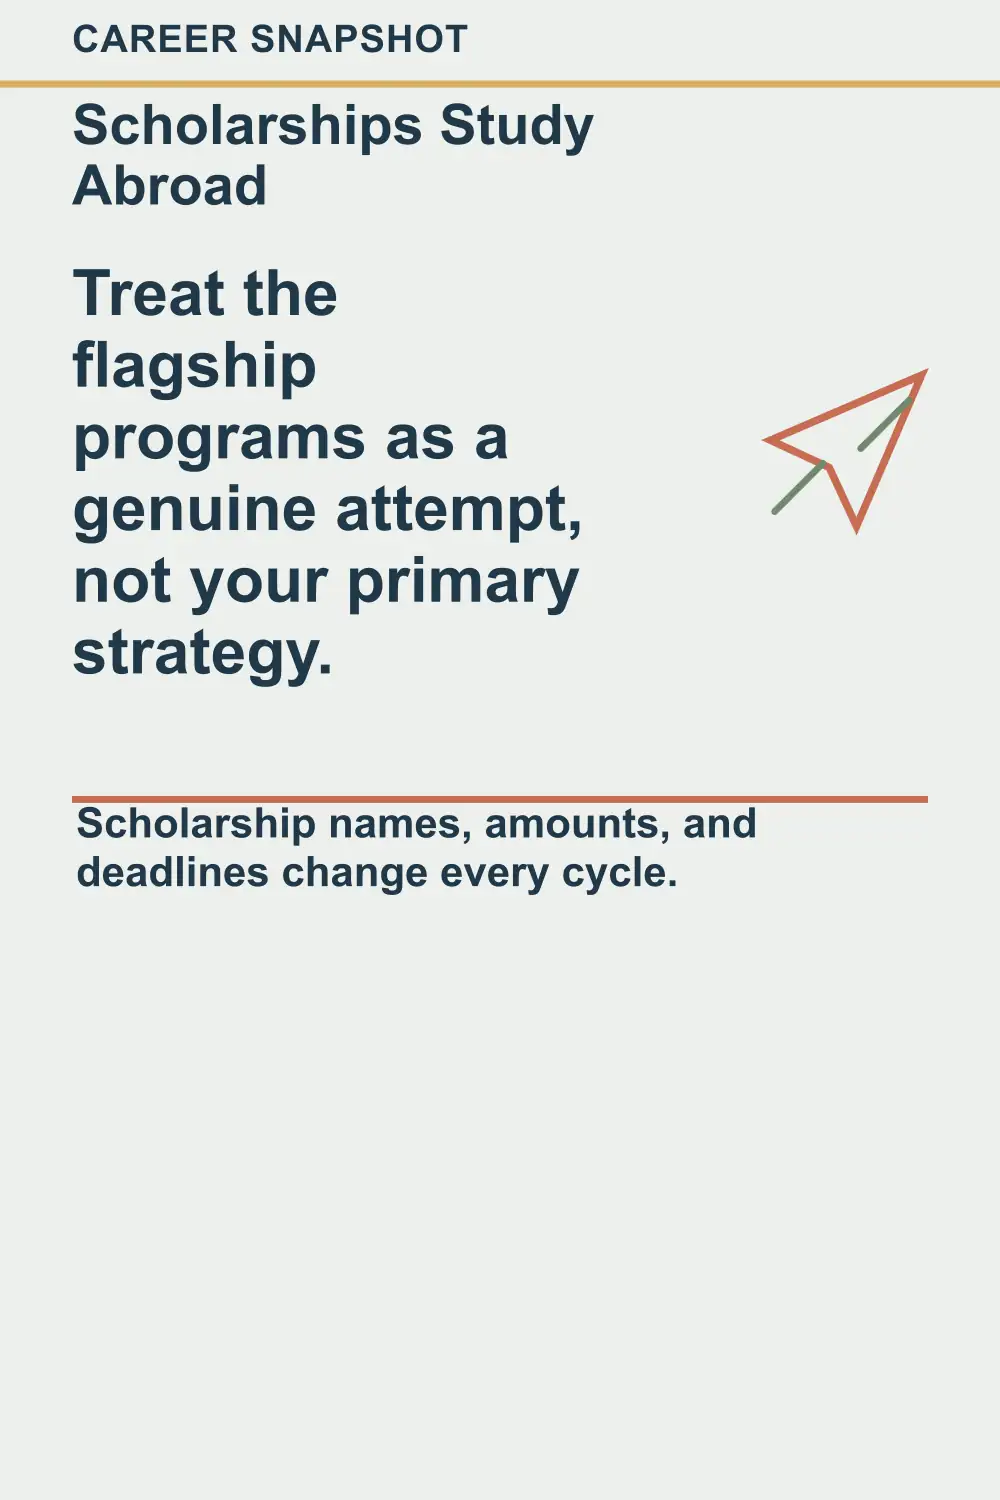 CAREER SNAPSHOT
Scholarships Study
Abroad
Treat the
flagship
programs as a
genuine attempt,
not your primary
strategy.
Scholarship names, amounts, and
deadlines change every cycle.